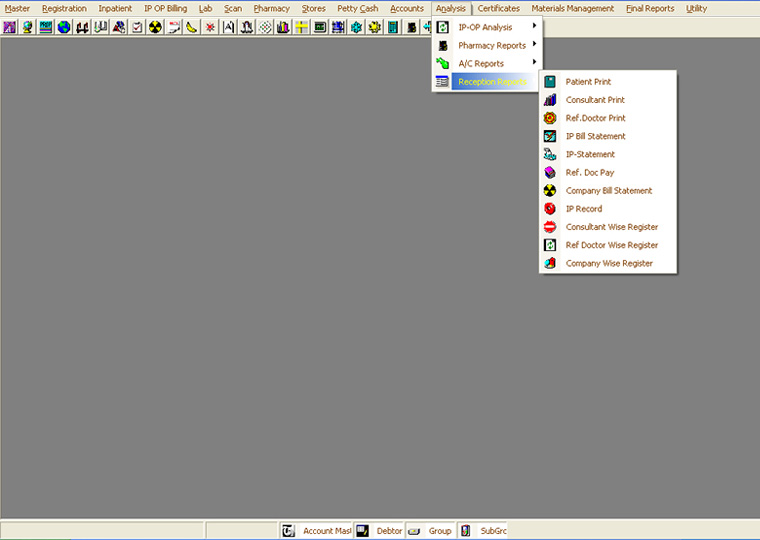 Master Registration Inpatient IP OP Billing Lab Scan Pharmacy Stores Petty Cash Accounts Analysis Certificates Materials Management Final Reports Utility
IP-OP Analysis
Pharmacy Reports
A/C Reports
Reception Reports
Patient Print
Consultant Print
Ref.Doctor Print
IP Bill Statement
IP-Statement
Ref. Doc Pay
Company Bill Statement
IP Record
Consultant Wise Register
Ref Doctor Wise Register
Company Wise Register
Account Mast Debtor Group SubGro